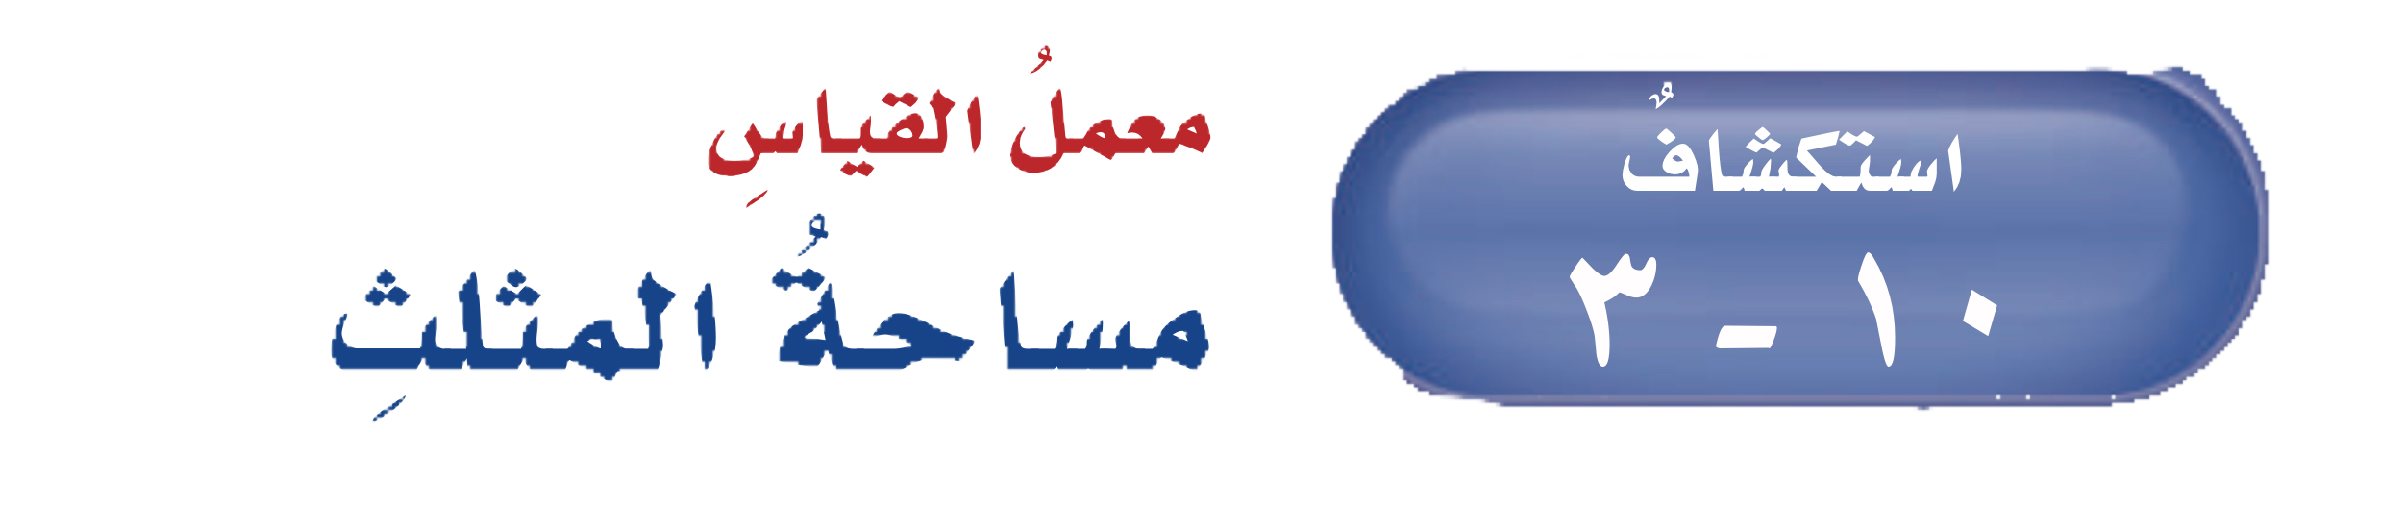 استكشافٌ
٣ - ١٠
معملُ القياسِ
مساحةُ المثلثِ